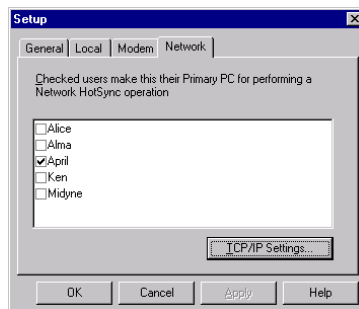 Setup
General Local Modem Network
Checked users make this their Primary PC for performing a
Network HotSync operation
Alice
Alma
April
Ken
Midyne
TCP/IP Settings...
OK Cancel Apply Help